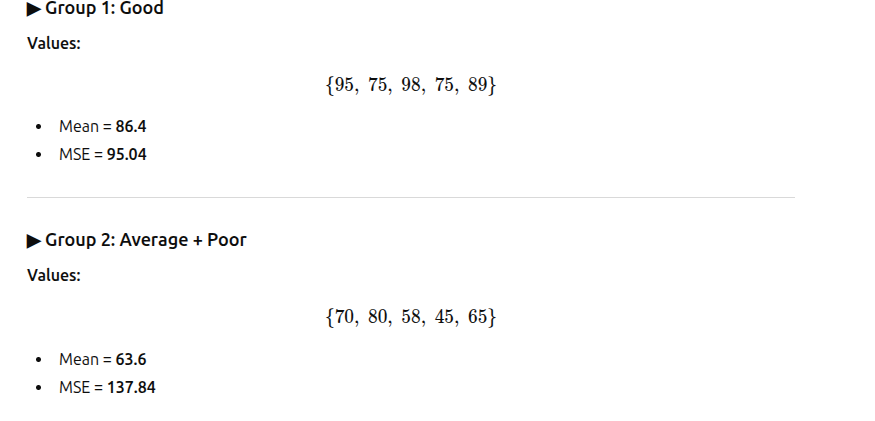 ▶ Group 1: Good
Values:
{95, 75, 98, 75, 89}
• Mean = 86.4
• MSE = 95.04
▶ Group 2: Average + Poor
Values:
{70, 80, 58, 45, 65}
• Mean = 63.6
• MSE = 137.84